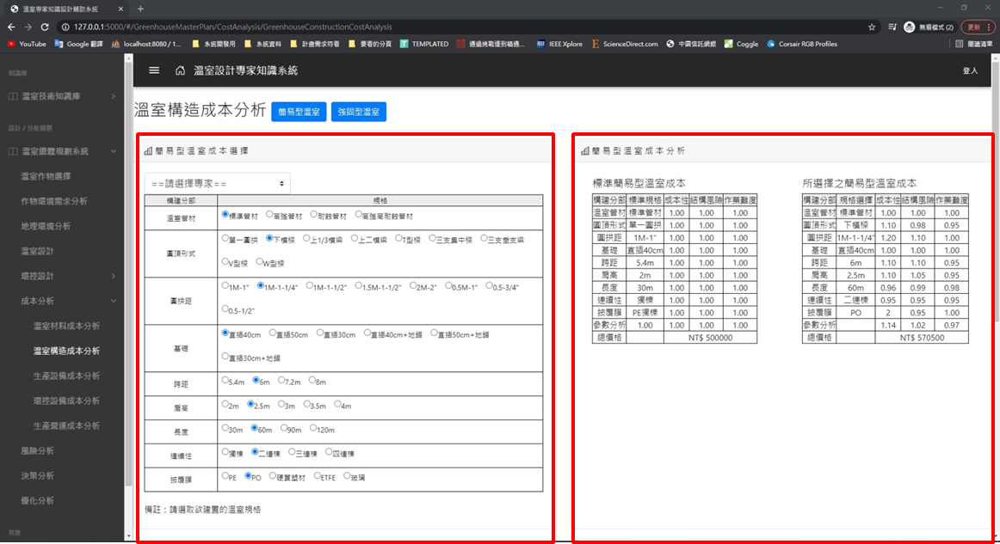 溫室專家知識設計輔助系統
127.0.0.1:5000/#/GreenhouseMasterPlan/CostAnalysis/GreenhouseConstructionCostAnalysis
無痕模式 (2)
更新
YouTube
Google 翻譯
localhost:8080 / 1...
系統開發用
系統資料
計畫需求待看
要看的分頁
TEMPLATED
通過挑戰達到精通...
IEEE Xplore
ScienceDirect.com
中國信託網銀
Coggle
Corsair RGB Profiles
閱讀清單
知識庫
溫室技術知識庫
設計 / 分析規劃
溫室總體規劃系統
溫室作物選擇
作物環境需求分析
地理環境分析
溫室設計
環控設計
成本分析
溫室材料成本分析
溫室構造成本分析
生產設備成本分析
環控設備成本分析
生產營運成本分析
風險分析
決策分析
優化分析
其他
溫室設計專家知識系統
登入
溫室構造成本分析
簡易型溫室
強固型溫室
簡易型溫室成本選擇
==請選擇專家==
構建分部 規格
溫室管材 標準管材 高強管材 耐蝕管材 高強高耐蝕管材
圓頂形式 單一圓拱 下橫樑 上1/3橫梁 上二橫梁 T型樑 三支集中樑 三支垂支梁
V型樑 W型樑
圓拱距 1M-1" 1M-1-1/4" 1M-1-1/2" 1.5M-1-1/2" 2M-2" 0.5M-1" 0.5-3/4"
0.5-1/2"
基礎 直插40cm 直插50cm 直插30cm 直插40cm+地錨 直插50cm+地錨
直插30cm+地錨
跨距 5.4m 6m 7.2m 8m
肩高 2m 2.5m 3m 3.5m 4m
長度 30m 60m 90m 120m
連續性 獨棟 二連棟 三連棟 四連棟
披覆膜 PE PO 硬質塑材 ETFE 玻璃
備註：請選取欲建置的溫室規格
簡易型溫室成本分析
標準簡易型溫室成本
構建分部 標準規格 成本性 結構風險 作業難度
溫室管材 標準管材 1.00 1.00 1.00
圓頂形式 單一圓拱 1.00 1.00 1.00
圓拱距 1M-1" 1.00 1.00 1.00
基礎 直插40cm 1.00 1.00 1.00
跨距 5.4m 1.00 1.00 1.00
肩高 2m 1.00 1.00 1.00
長度 30m 1.00 1.00 1.00
連續性 獨棟 1.00 1.00 1.00
披覆膜 PE獨棟 1.00 1.00 1.00
參數分析 1.00 1.00 1.00 1.00
總價格 NT$ 500000
所選擇之簡易型溫室成本
構建分部 規格選擇 成本性 結構風險 作業難度
溫室管材 標準管材 1.00 1.00 1.00
圓頂形式 下橫樑 1.10 0.98 0.95
圓拱距 1M-1-1/4" 1.20 1.10 1.00
基礎 直插40cm 1.00 1.00 1.00
跨距 6m 1.10 1.10 0.95
肩高 2.5m 1.10 1.05 0.95
長度 60m 0.96 0.99 0.98
連續性 二連棟 0.95 0.95 0.95
披覆膜 PO 2 0.95 1.00
參數分析 1.14 1.02 0.97
總價格 NT$ 570500